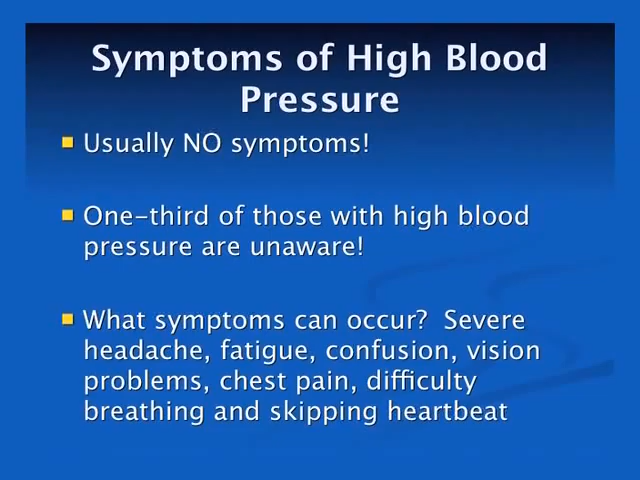 Symptoms of High Blood
Pressure
Usually NO symptoms!
One-third of those with high blood
pressure are unaware!
What symptoms can occur?  Severe
headache, fatigue, confusion, vision
problems, chest pain, difficulty
breathing and skipping heartbeat